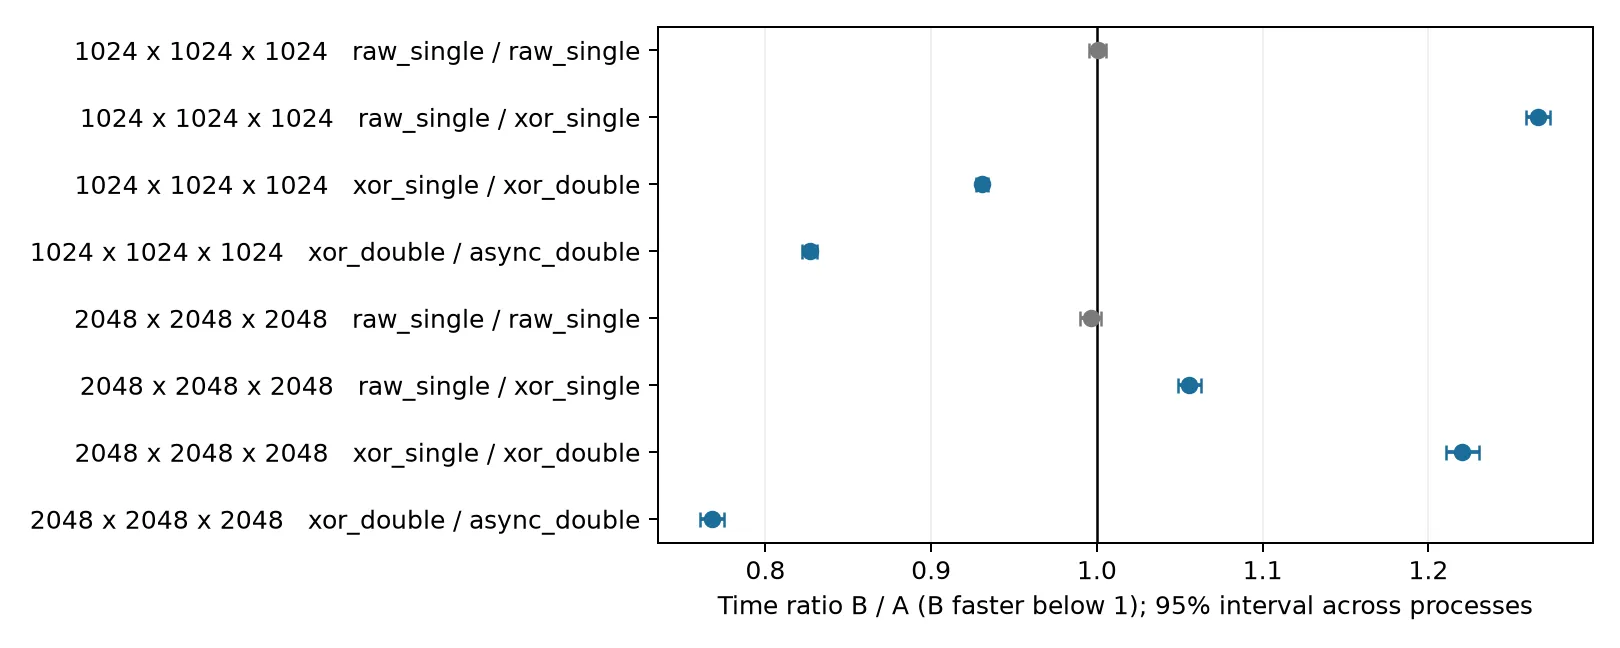 1024 x 1024 x 1024   raw_single / raw_single
1024 x 1024 x 1024   raw_single / xor_single
1024 x 1024 x 1024   xor_single / xor_double
1024 x 1024 x 1024   xor_double / async_double
2048 x 2048 x 2048   raw_single / raw_single
2048 x 2048 x 2048   raw_single / xor_single
2048 x 2048 x 2048   xor_single / xor_double
2048 x 2048 x 2048   xor_double / async_double
0.8 0.9 1.0 1.1 1.2
Time ratio B / A (B faster below 1); 95% interval across processes